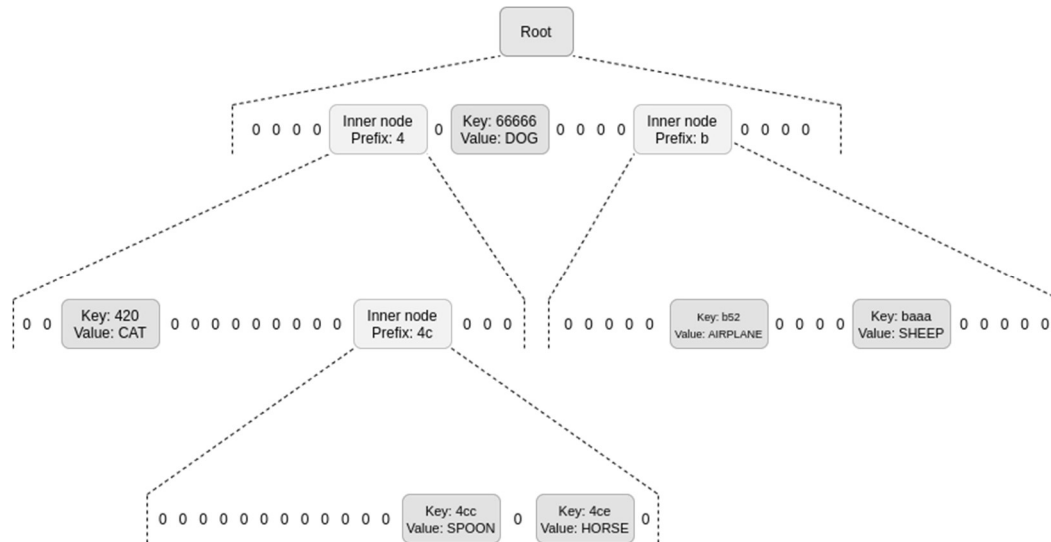 Root
0 0 0 0
Inner node
Prefix: 4
0
Key: 66666
Value: DOG
0 0 0 0
Inner node
Prefix: b
0 0 0 0
0 0
Key: 420
Value: CAT
0 0 0 0 0 0 0 0 0
Inner node
Prefix: 4c
0 0 0
0 0 0 0 0
Key: b52
Value: AIRPLANE
0 0 0 0
Key: baaa
Value: SHEEP
0 0 0 0 0
0 0 0 0 0 0 0 0 0 0 0 0
Key: 4cc
Value: SPOON
0
Key: 4ce
Value: HORSE
0